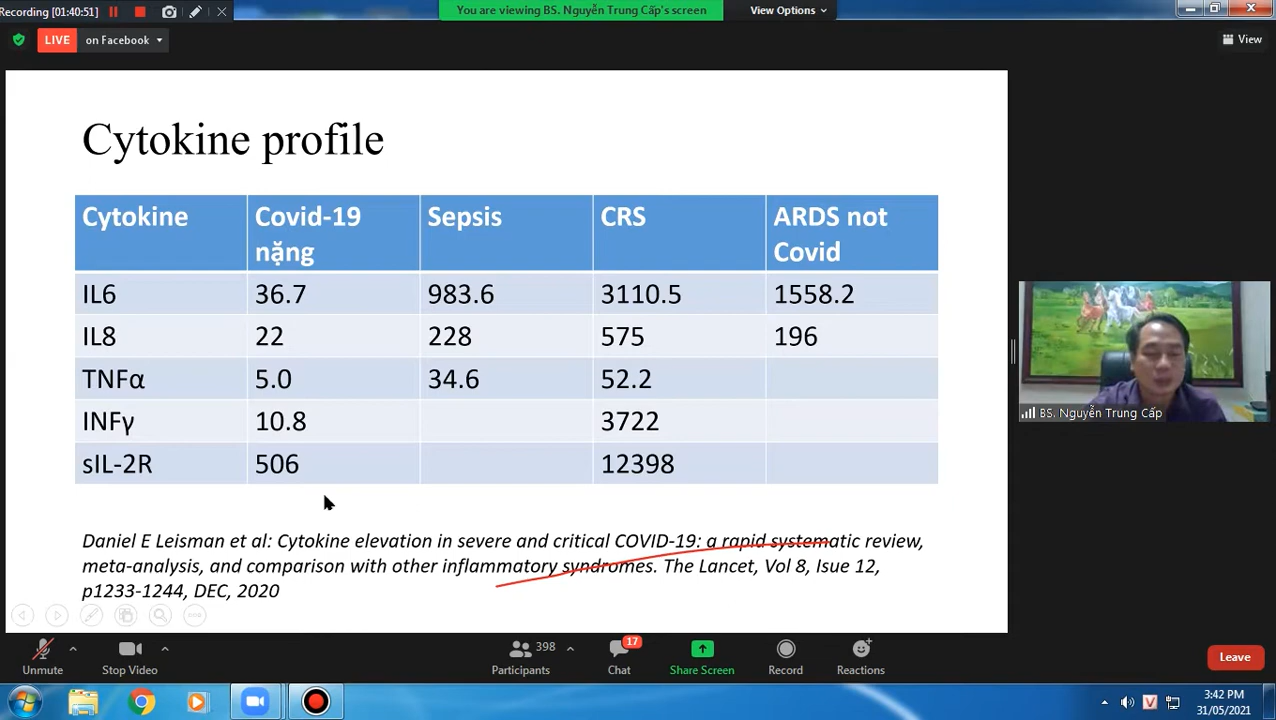 Recording [01:40:51]
You are viewing BS. Nguyễn Trung Cấp's screen
View Options
LIVE on Facebook
View
Cytokine profile
Cytokine Covid-19 nặng Sepsis CRS ARDS not Covid
IL6 36.7 983.6 3110.5 1558.2
IL8 22 228 575 196
TNFα 5.0 34.6 52.2
INFγ 10.8 3722
sIL-2R 506 12398
Daniel E Leisman et al: Cytokine elevation in severe and critical COVID-19: a rapid systematic review,
meta-analysis, and comparison with other inflammatory syndromes. The Lancet, Vol 8, Isue 12,
p1233-1244, DEC, 2020
BS. Nguyễn Trung Cấp
Unmute
Stop Video
398
Participants
17
Chat
Share Screen
Record
Reactions
Leave
V
3:42 PM
31/05/2021